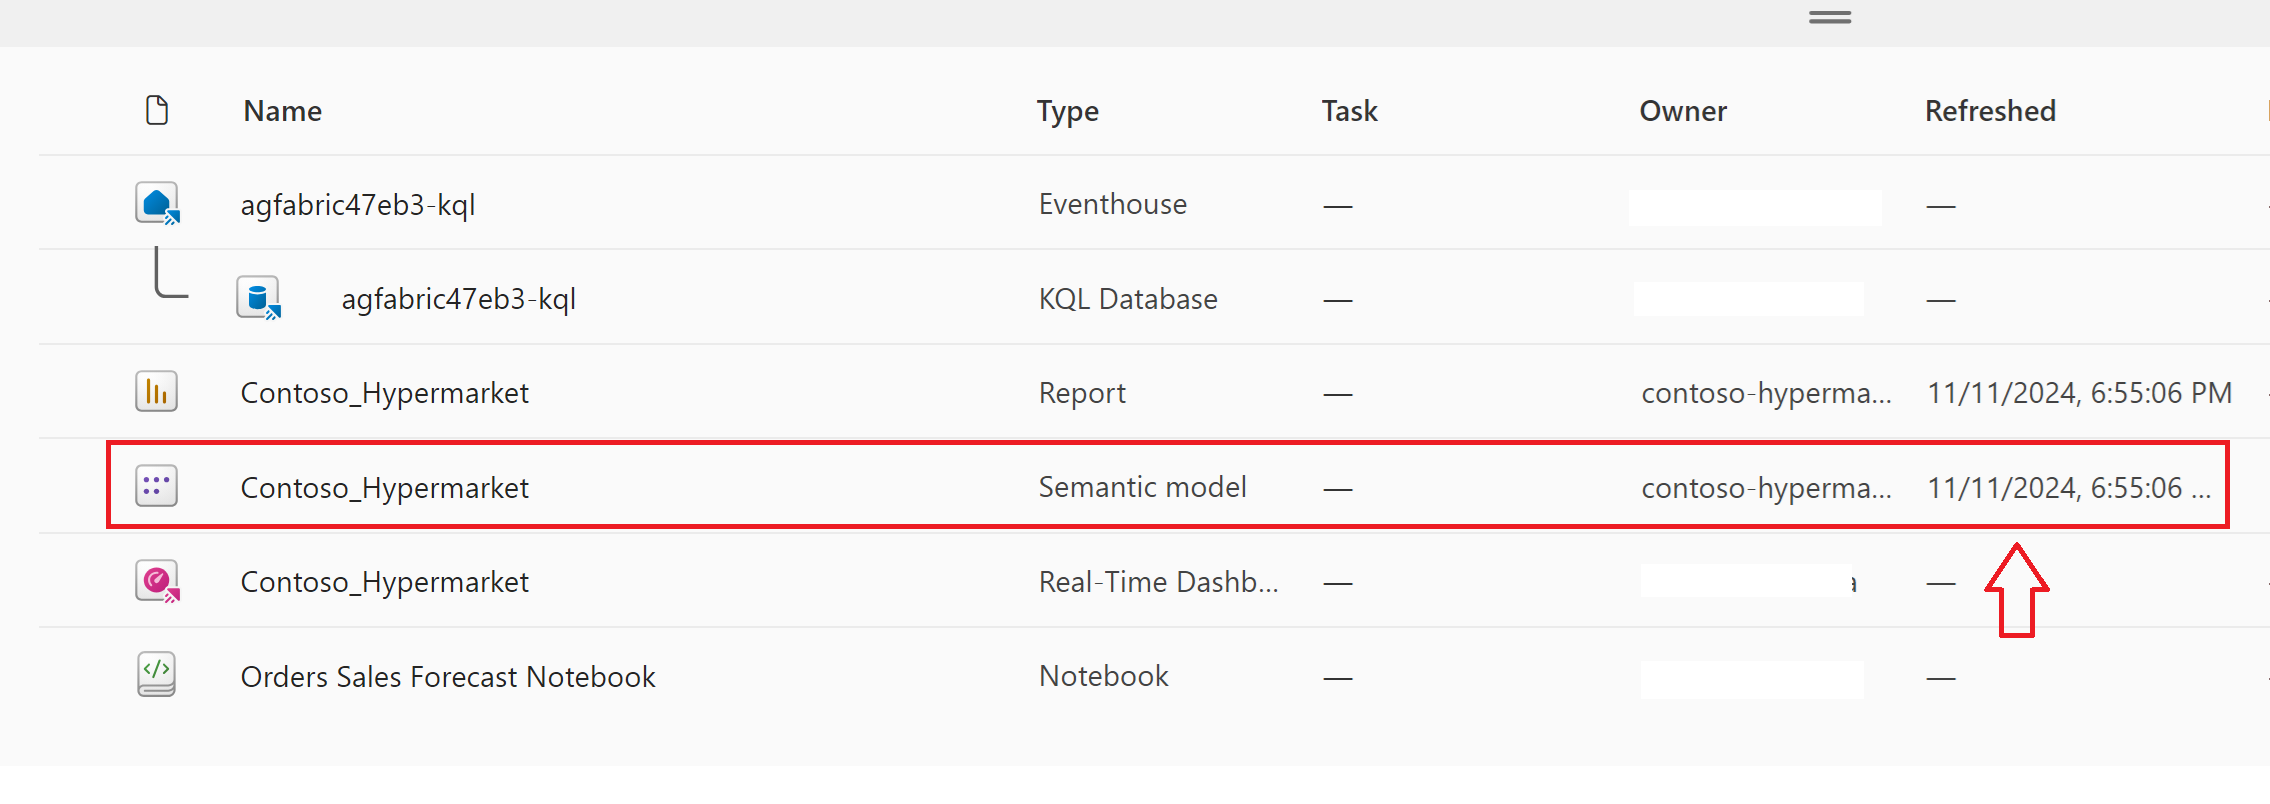 Name Type Task Owner Refreshed
agfabric47eb3-kql Eventhouse — —
agfabric47eb3-kql KQL Database — —
Contoso_Hypermarket Report — contoso-hyperma... 11/11/2024, 6:55:06 PM
Contoso_Hypermarket Semantic model — contoso-hyperma... 11/11/2024, 6:55:06 ...
Contoso_Hypermarket Real-Time Dashb... — —
Orders Sales Forecast Notebook Notebook — —